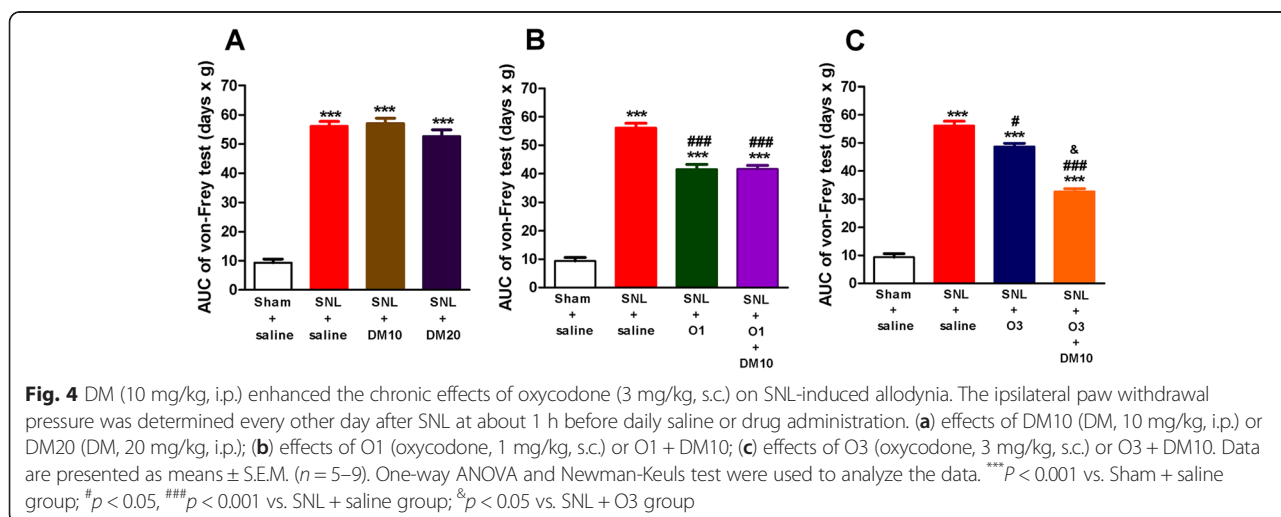 A
AUC of von-Frey test (days x g)
70
60
50
40
30
20
10
0
***
***
***
Sham + saline
SNL + saline
SNL + DM10
SNL + DM20
B
AUC of von-Frey test (days x g)
70
60
50
40
30
20
10
0
***
###
***
###
***
Sham + saline
SNL + saline
SNL + O1
SNL + O1 + DM10
C
AUC of von-Frey test (days x g)
70
60
50
40
30
20
10
0
***
#
***
&
###
***
Sham + saline
SNL + saline
SNL + O3
SNL + O3 + DM10
Fig. 4 DM (10 mg/kg, i.p.) enhanced the chronic effects of oxycodone (3 mg/kg, s.c.) on SNL-induced allodynia. The ipsilateral paw withdrawal
pressure was determined every other day after SNL at about 1 h before daily saline or drug administration. (a) effects of DM10 (DM, 10 mg/kg, i.p.) or
DM20 (DM, 20 mg/kg, i.p.); (b) effects of O1 (oxycodone, 1 mg/kg, s.c.) or O1 + DM10; (c) effects of O3 (oxycodone, 3 mg/kg, s.c.) or O3 + DM10. Data
are presented as means ± S.E.M. (n = 5–9). One-way ANOVA and Newman-Keuls test were used to analyze the data. ***P < 0.001 vs. Sham + saline
group; #p < 0.05, ###p < 0.001 vs. SNL + saline group; &p < 0.05 vs. SNL + O3 group